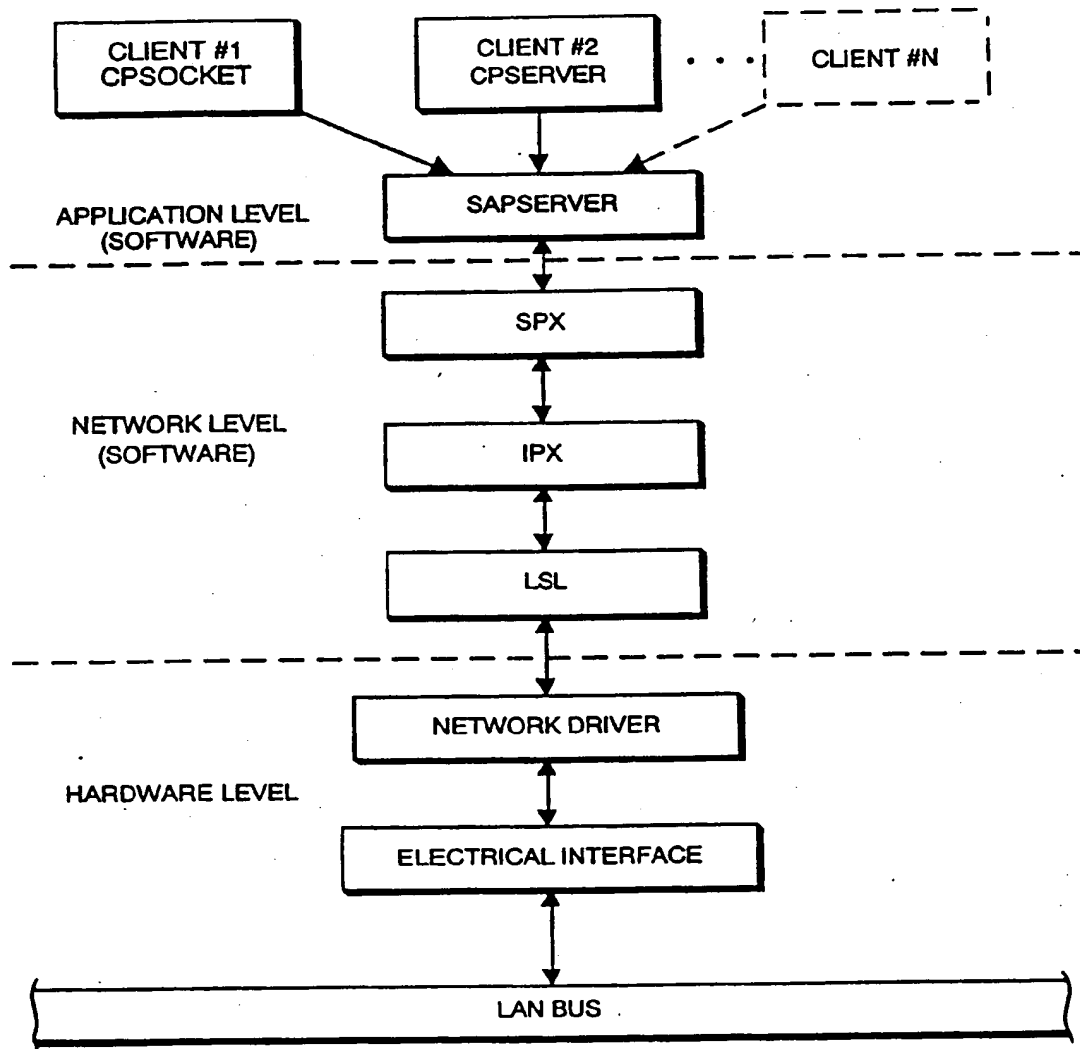 CLIENT #1
CPSOCKET
CLIENT #2
CPSERVER
. . .
CLIENT #N
SAPSERVER
APPLICATION LEVEL
(SOFTWARE)
SPX
NETWORK LEVEL
(SOFTWARE)
IPX
LSL
NETWORK DRIVER
HARDWARE LEVEL
ELECTRICAL INTERFACE
LAN BUS